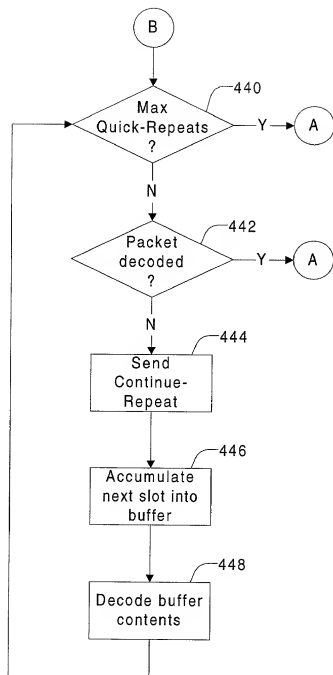 B
440
Max
Quick-Repeats
?
Y
A
N
442
Packet
decoded
?
Y
A
N
444
Send
Continue-
Repeat
446
Accumulate
next slot into
buffer
448
Decode buffer
contents